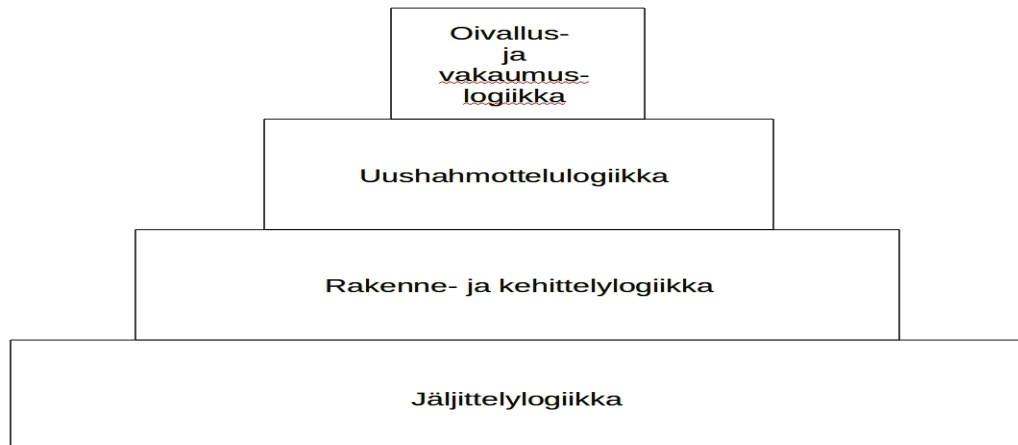 Oivallus-
ja
vakaumus-
logiikka
Uushahmottelulogiikka
Rakenne- ja kehittelylogiikka
Jäljittelylogiikka